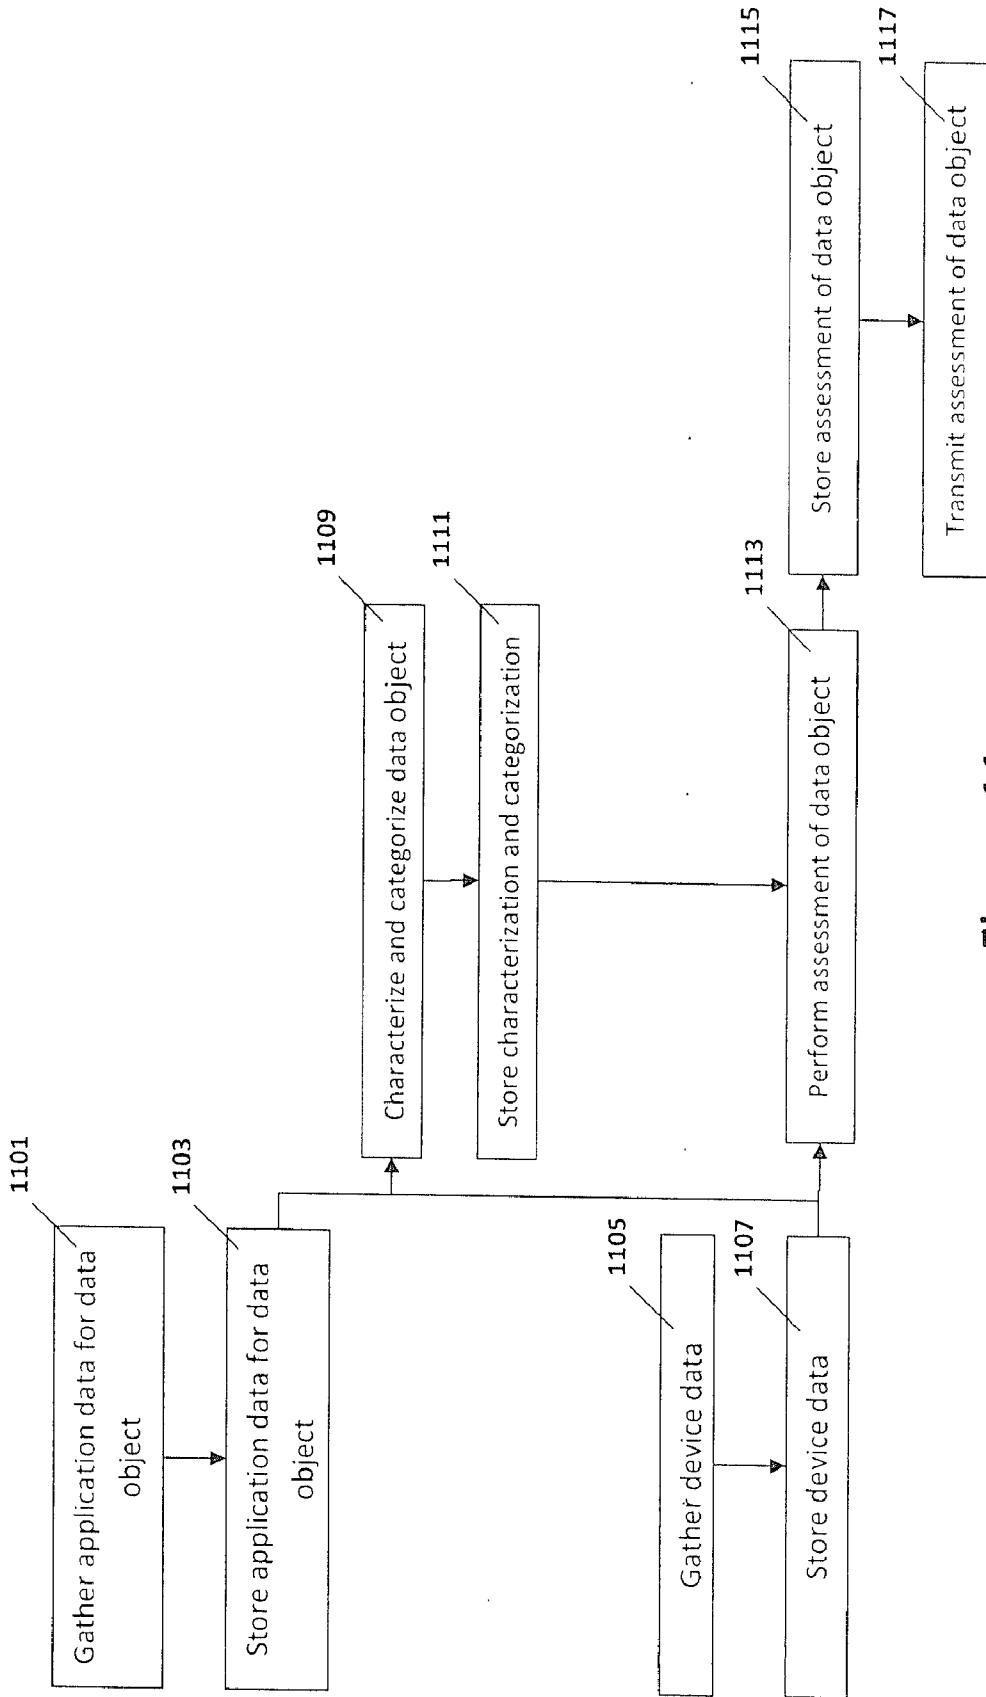 1101
Gather application data for data
object
1103
Store application data for data
object
1105
Gather device data
1107
Store device data
1109
Characterize and categorize data object
1111
Store characterization and categorization
1113
Perform assessment of data object
1115
Store assessment of data object
1117
Transmit assessment of data object